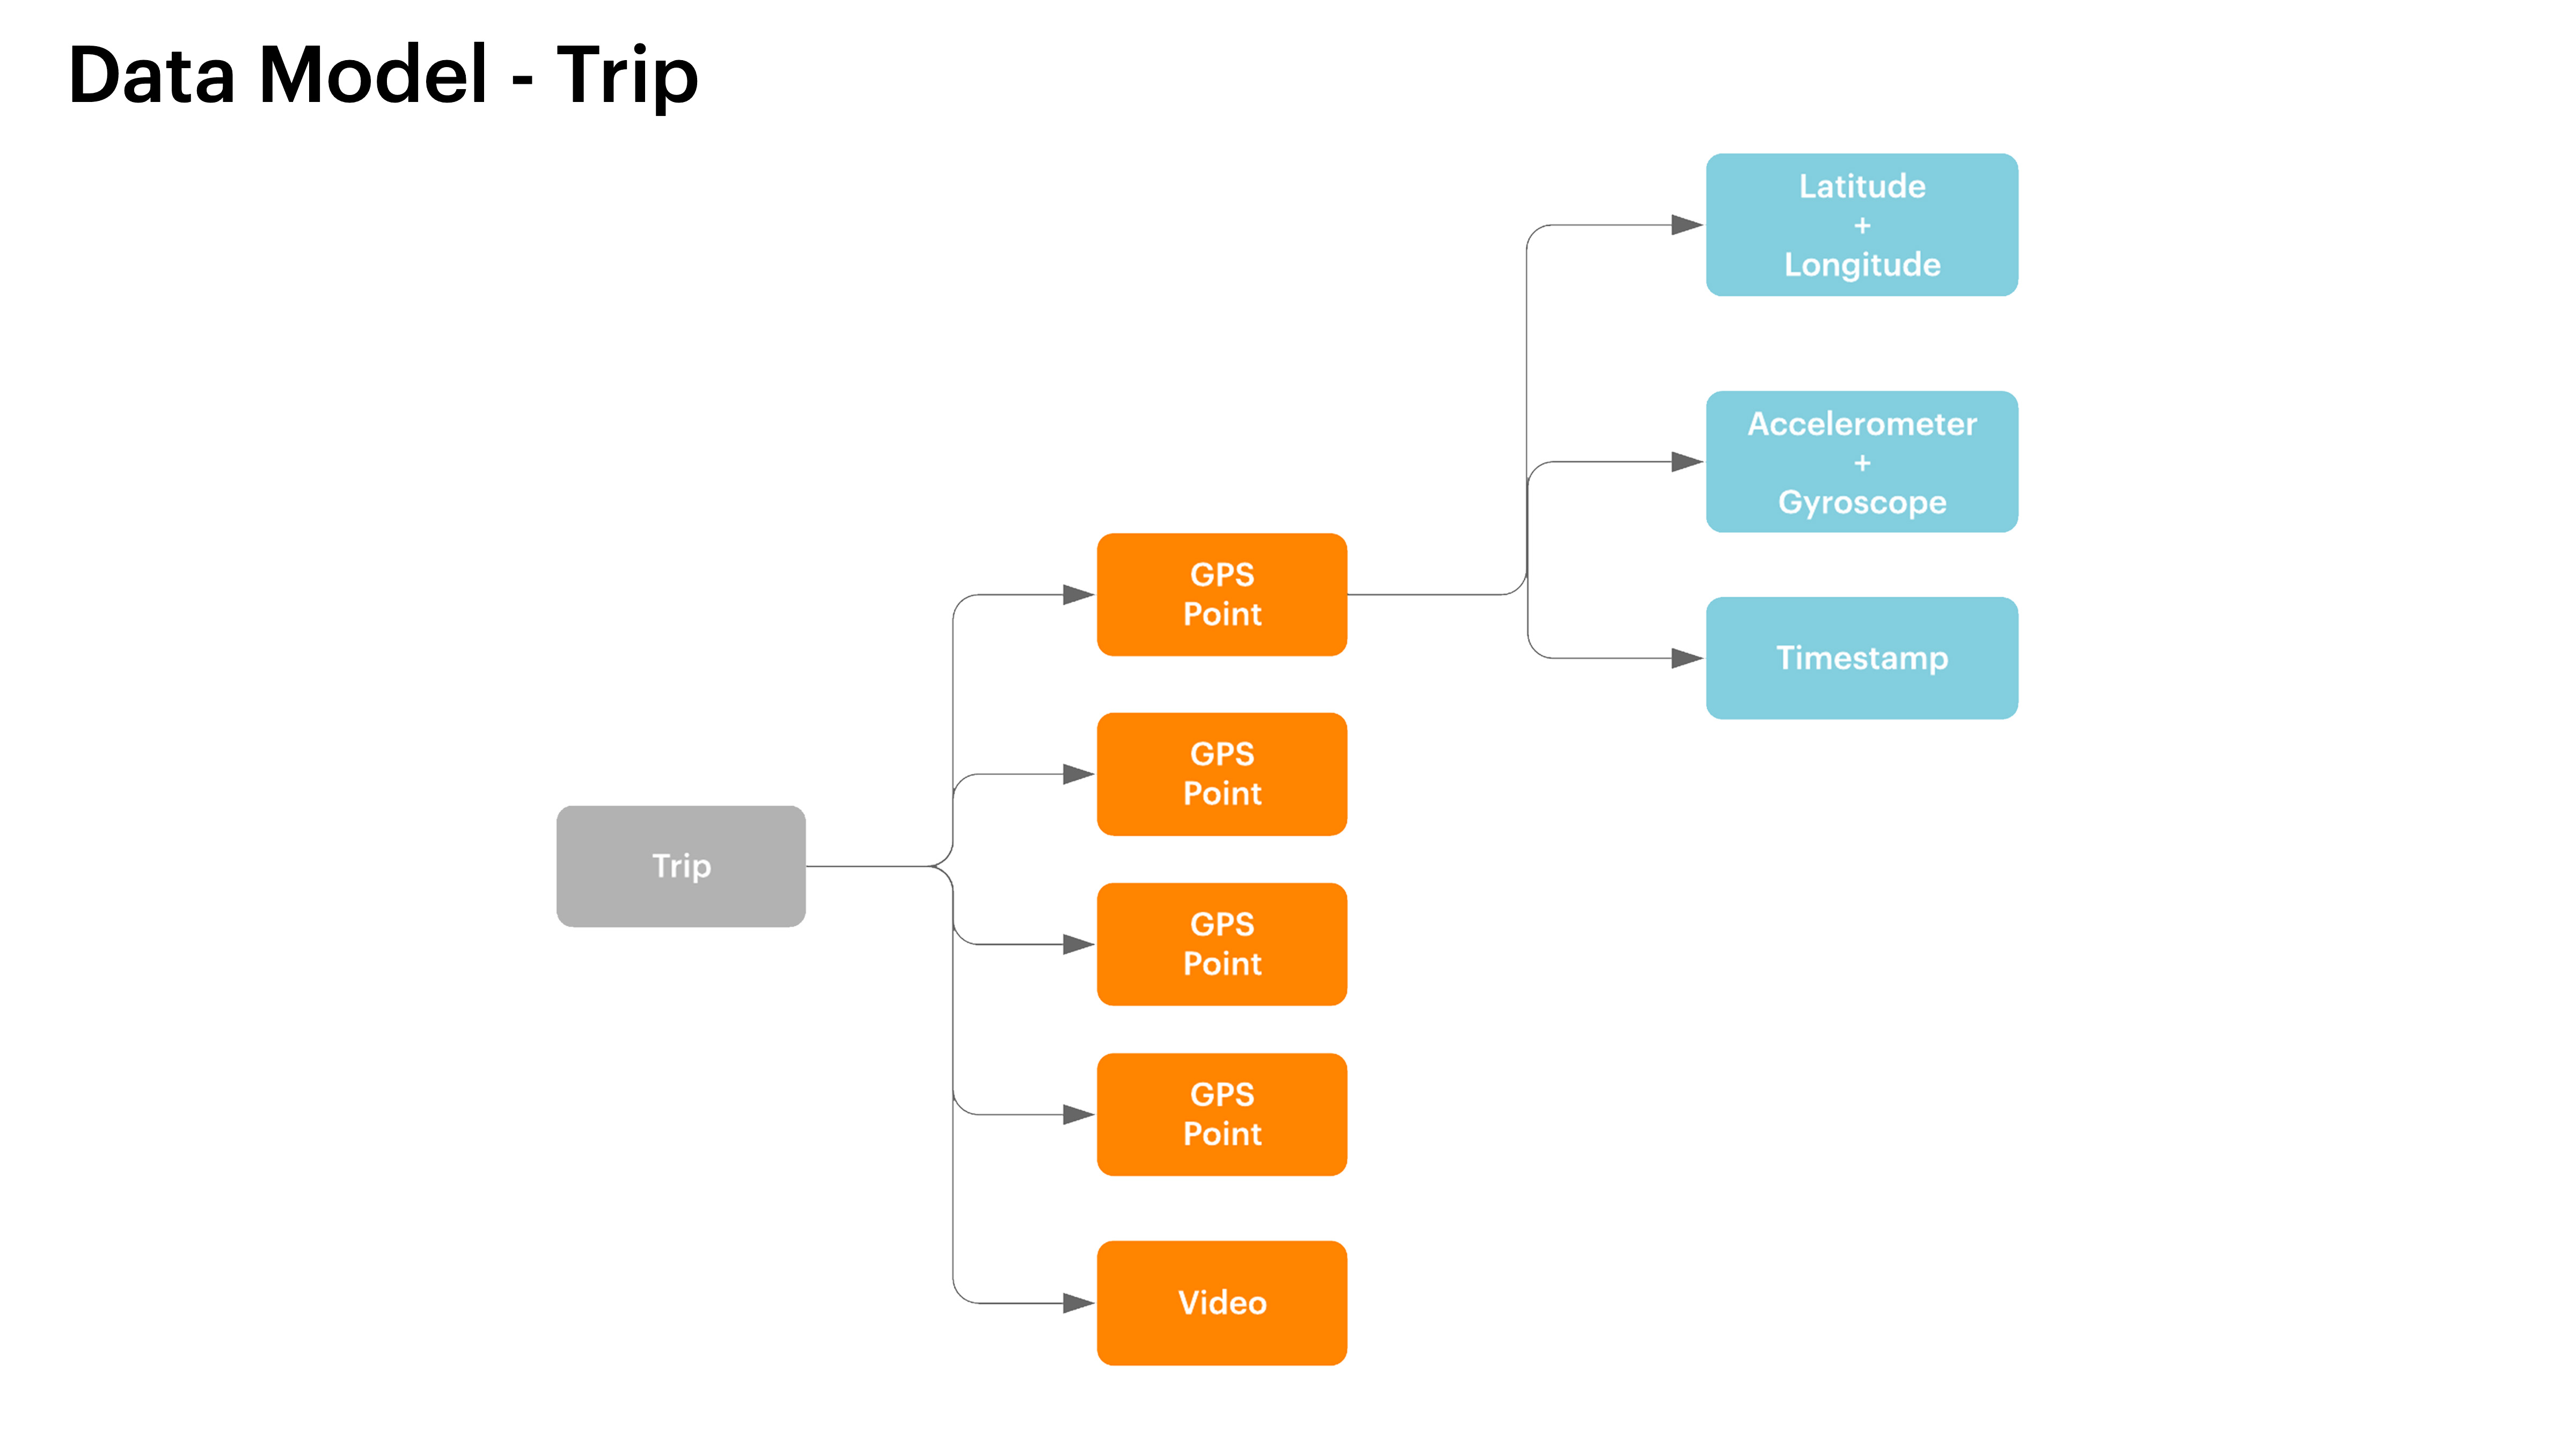 Data Model - Trip
Latitude
+
Longitude
Accelerometer
+
Gyroscope
GPS
Point
Timestamp
GPS
Point
Trip
GPS
Point
GPS
Point
Video